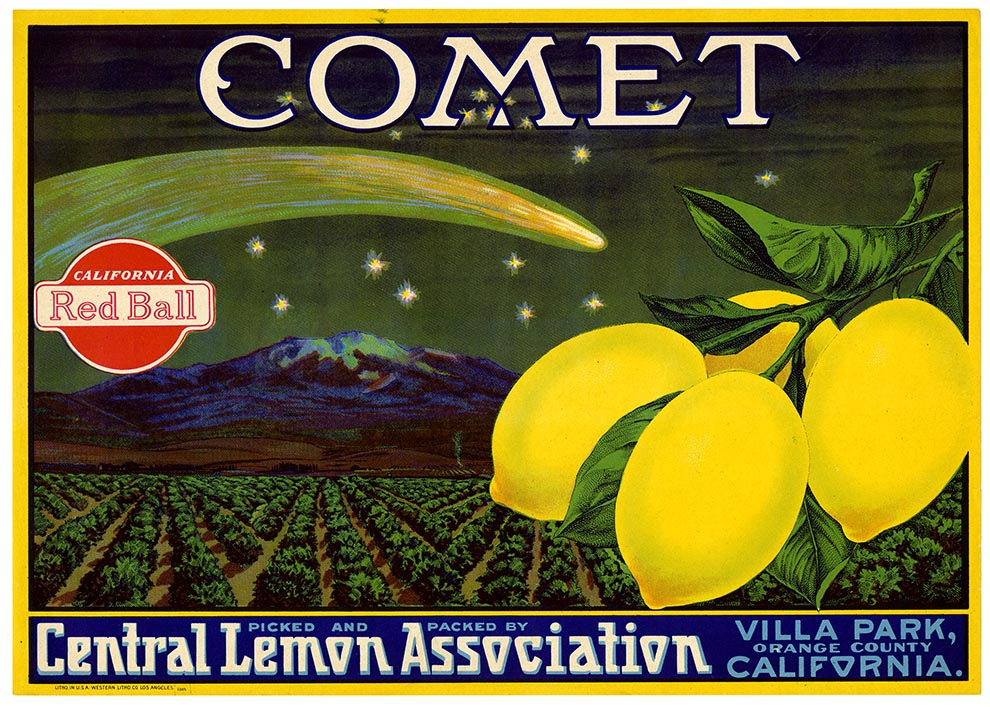 COMET
CALIFORNIA
Red Ball
PICKED AND PACKED BY
Central Lemon Association
VILLA PARK,
ORANGE COUNTY
CALIFORNIA.
LITHO. IN U.S.A. WESTERN LITHO. CO. LOS ANGELES.